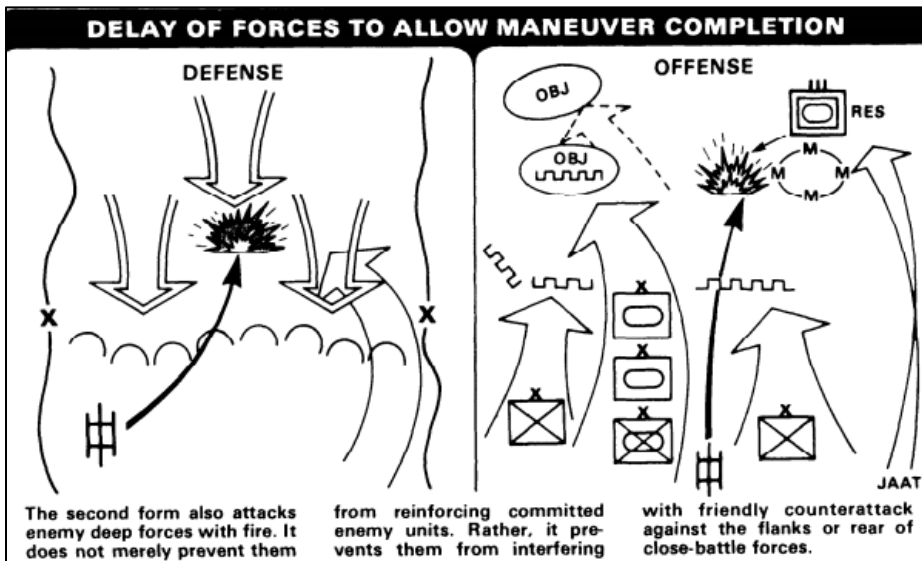 DELAY OF FORCES TO ALLOW MANEUVER COMPLETION
DEFENSE
X
X
OFFENSE
OBJ
OBJ
III
RES
M
M
M
M
X
X
X
X
X
JAAT
The second form also attacks
enemy deep forces with fire. It
does not merely prevent them
from reinforcing committed
enemy units. Rather, it pre-
vents them from interfering
with friendly counterattack
against the flanks or rear of
close-battle forces.